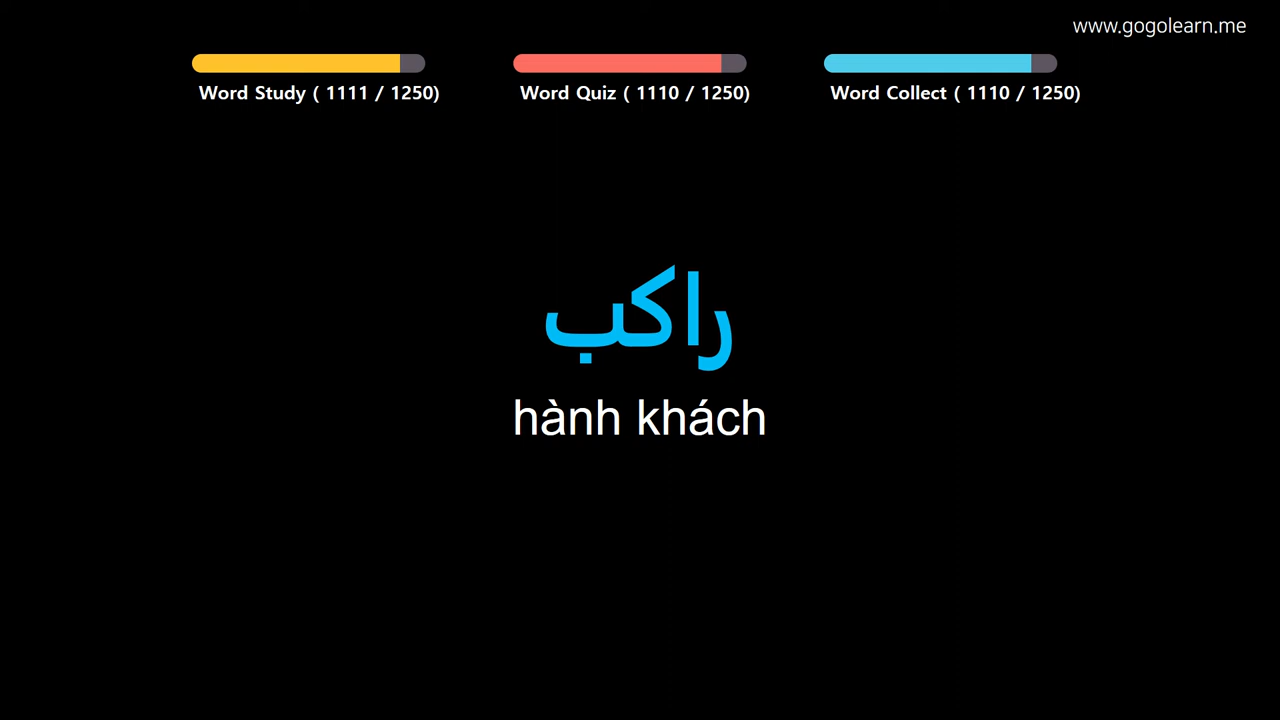 www.gogolearn.me
Word Study ( 1111 / 1250)
Word Quiz ( 1110 / 1250)
Word Collect ( 1110 / 1250)
راكب
hành khách